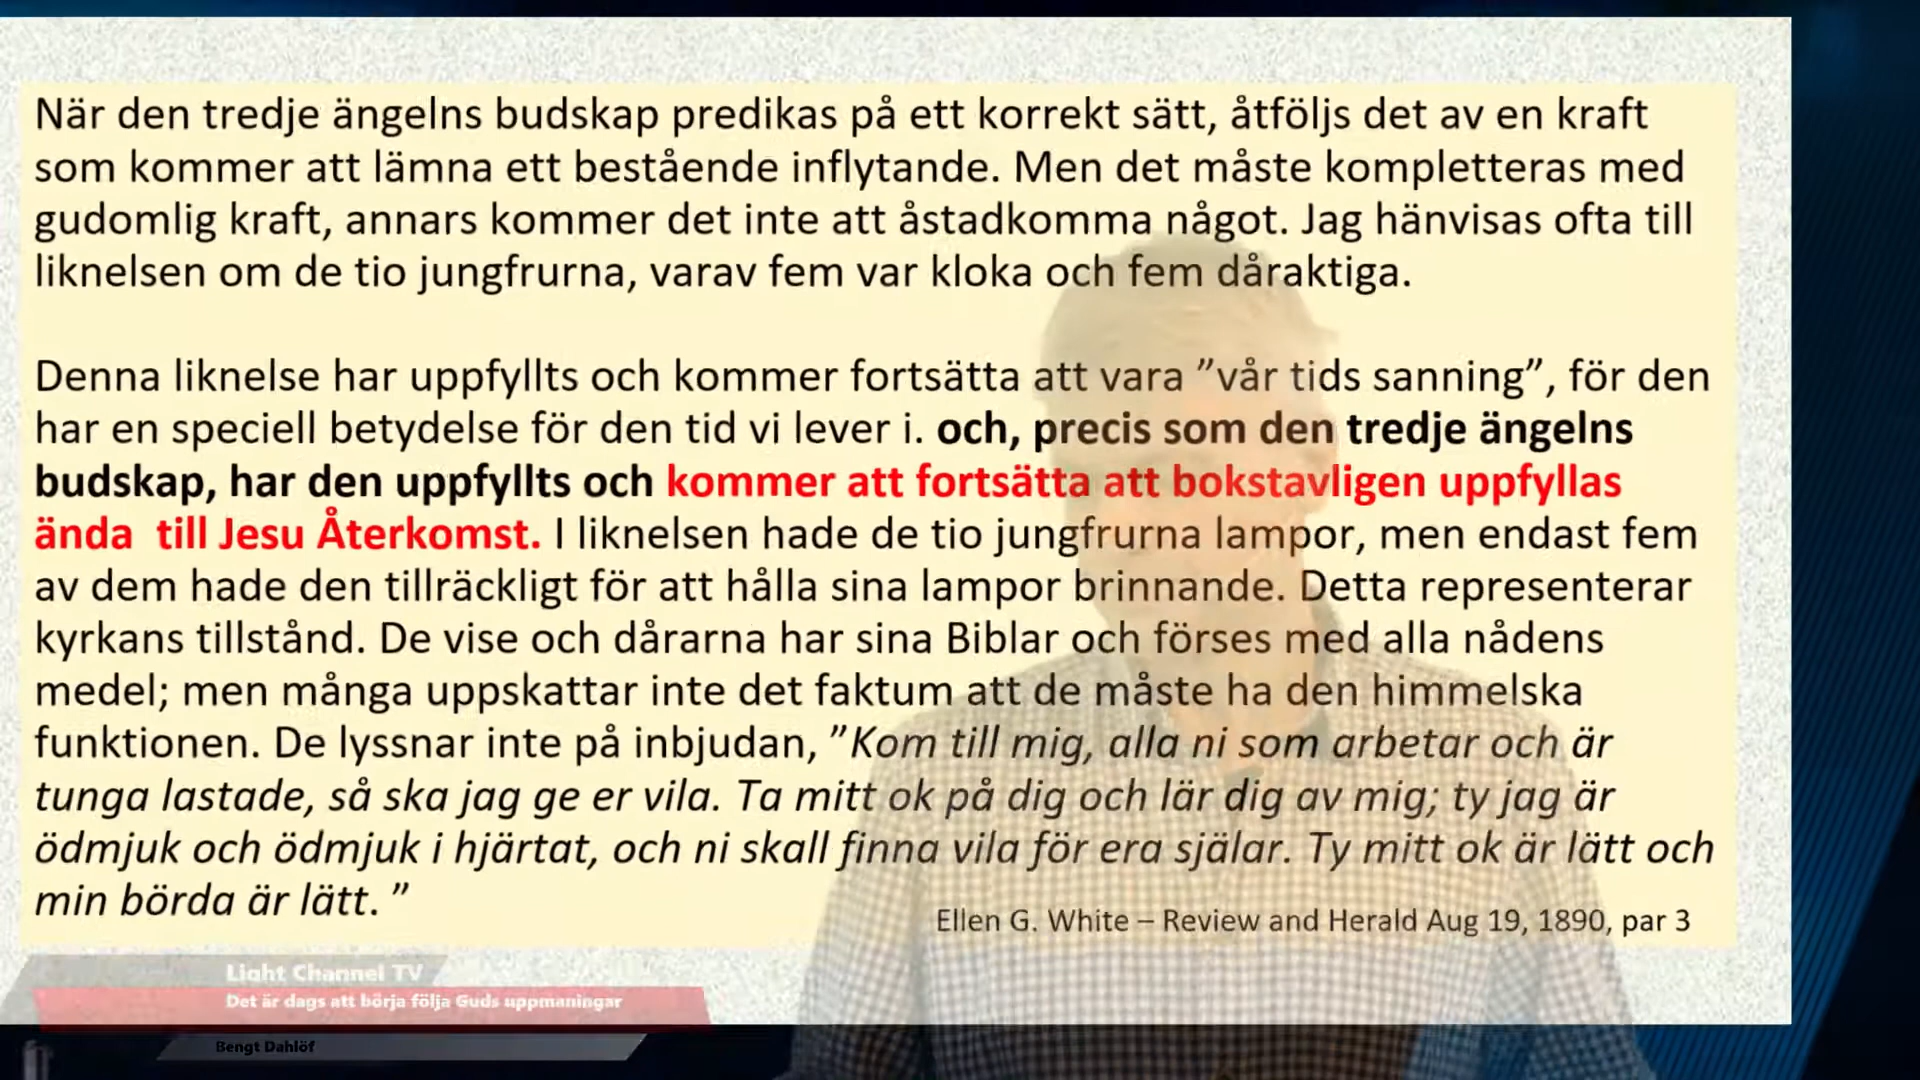 När den tredje ängelns budskap predikas på ett korrekt sätt, åtföljs det av en kraft
som kommer att lämna ett bestående inflytande. Men det måste kompletteras med
gudomlig kraft, annars kommer det inte att åstadkomma något. Jag hänvisas ofta till
liknelsen om de tio jungfrurna, varav fem var kloka och fem dåraktiga.
Denna liknelse har uppfyllts och kommer fortsätta att vara ”vår tids sanning”, för den
har en speciell betydelse för den tid vi lever i. och, precis som den tredje ängelns
budskap, har den uppfyllts och kommer att fortsätta att bokstavligen uppfyllas
ända  till Jesu Återkomst. I liknelsen hade de tio jungfrurna lampor, men endast fem
av dem hade den tillräckligt för att hålla sina lampor brinnande. Detta representerar
kyrkans tillstånd. De vise och dårarna har sina Biblar och förses med alla nådens
medel; men många uppskattar inte det faktum att de måste ha den himmelska
funktionen. De lyssnar inte på inbjudan, ”Kom till mig, alla ni som arbetar och är
tunga lastade, så ska jag ge er vila. Ta mitt ok på dig och lär dig av mig; ty jag är
ödmjuk och ödmjuk i hjärtat, och ni skall finna vila för era själar. Ty mitt ok är lätt och
min börda är lätt. ”
Ellen G. White – Review and Herald Aug 19, 1890, par 3
Light Channel TV
Det är dags att börja följa Guds uppmaningar
Bengt Dahlöf